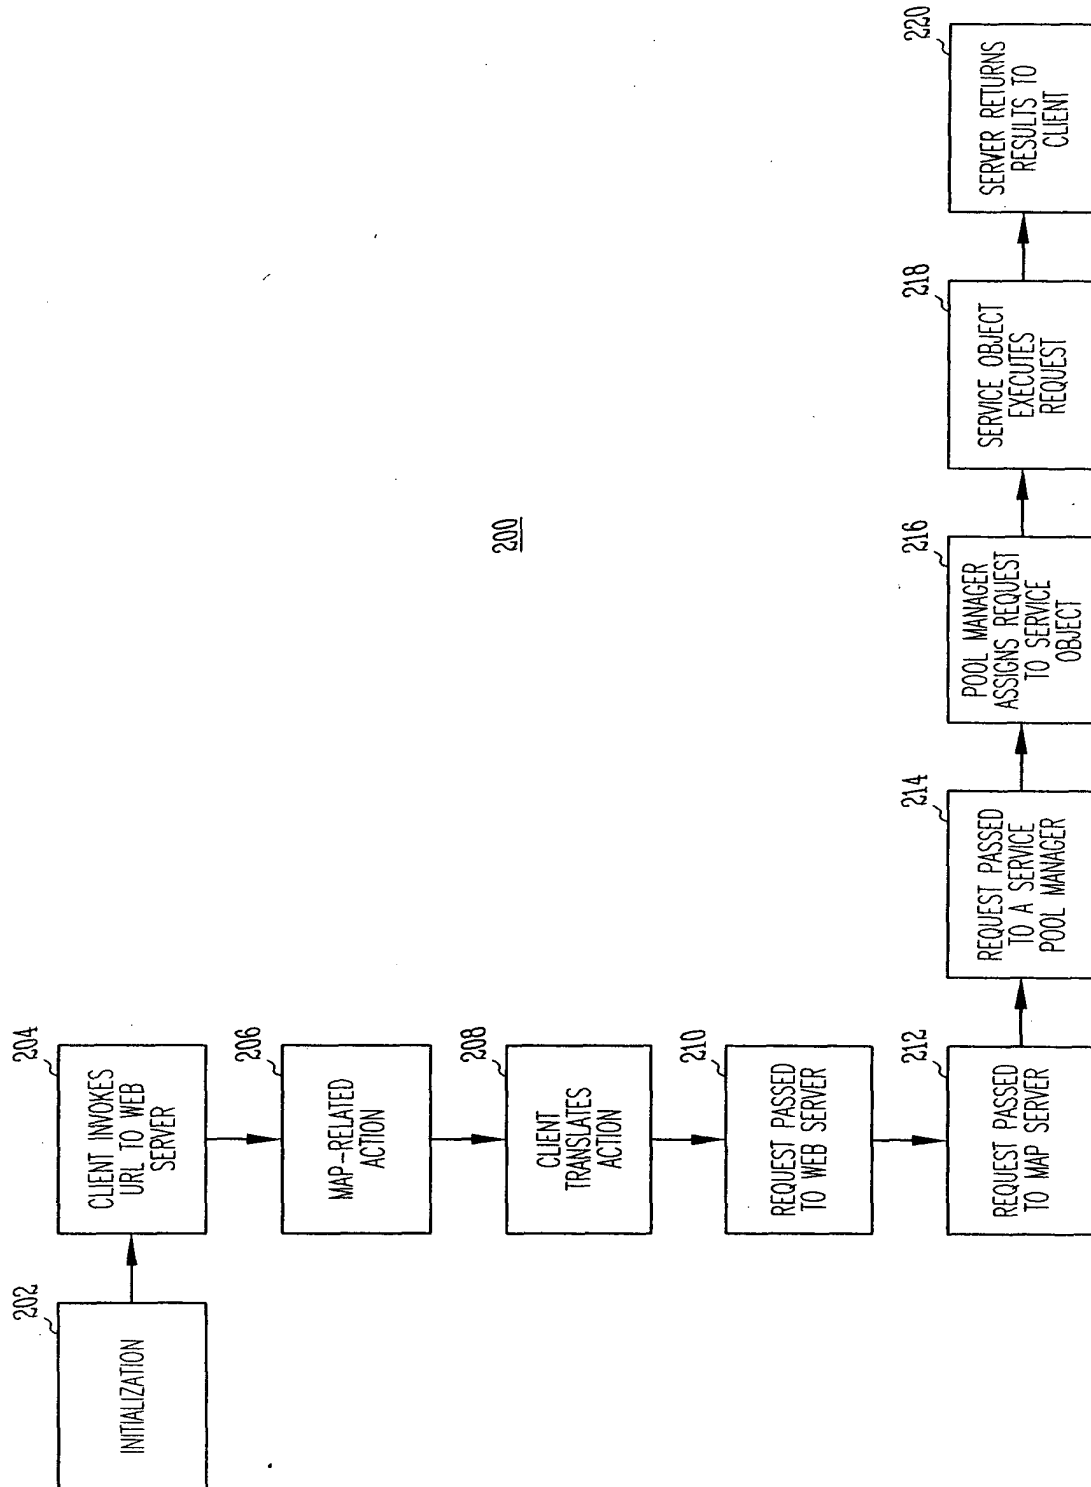 200
202
INITIALIZATION
204
CLIENT INVOKES
URL TO WEB
SERVER
206
MAP-RELATED
ACTION
208
CLIENT
TRANSLATES
ACTION
210
REQUEST PASSED
TO WEB SERVER
212
REQUEST PASSED
TO MAP SERVER
214
REQUEST PASSED
TO A SERVICE
POOL MANAGER
216
POOL MANAGER
ASSIGNS REQUEST
TO SERVICE
OBJECT
218
SERVICE OBJECT
EXECUTES
REQUEST
220
SERVER RETURNS
RESULTS TO
CLIENT